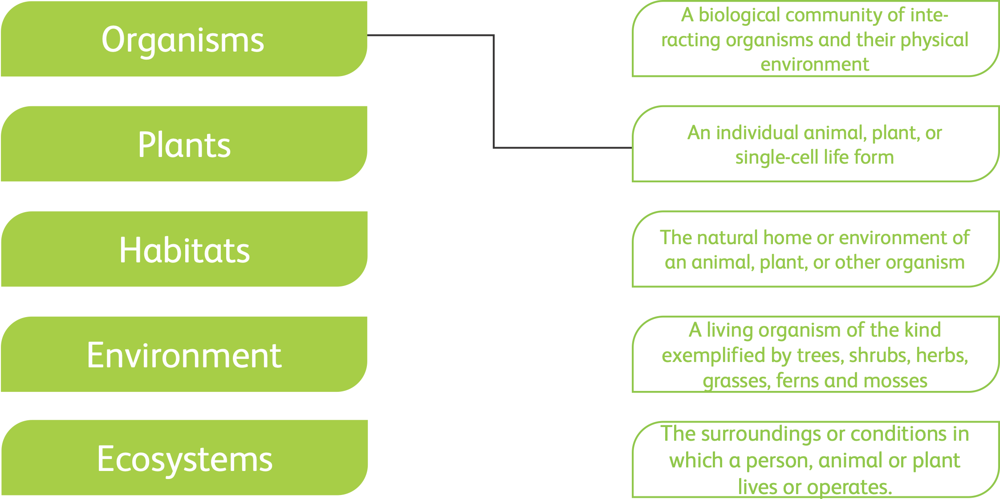 Organisms
Plants
Habitats
Environment
Ecosystems
A biological community of inte-
racting organisms and their physical
environment
An individual animal, plant, or
single-cell life form
The natural home or environment of
an animal, plant, or other organism
A living organism of the kind
exemplified by trees, shrubs, herbs,
grasses, ferns and mosses
The surroundings or conditions in
which a person, animal or plant
lives or operates.